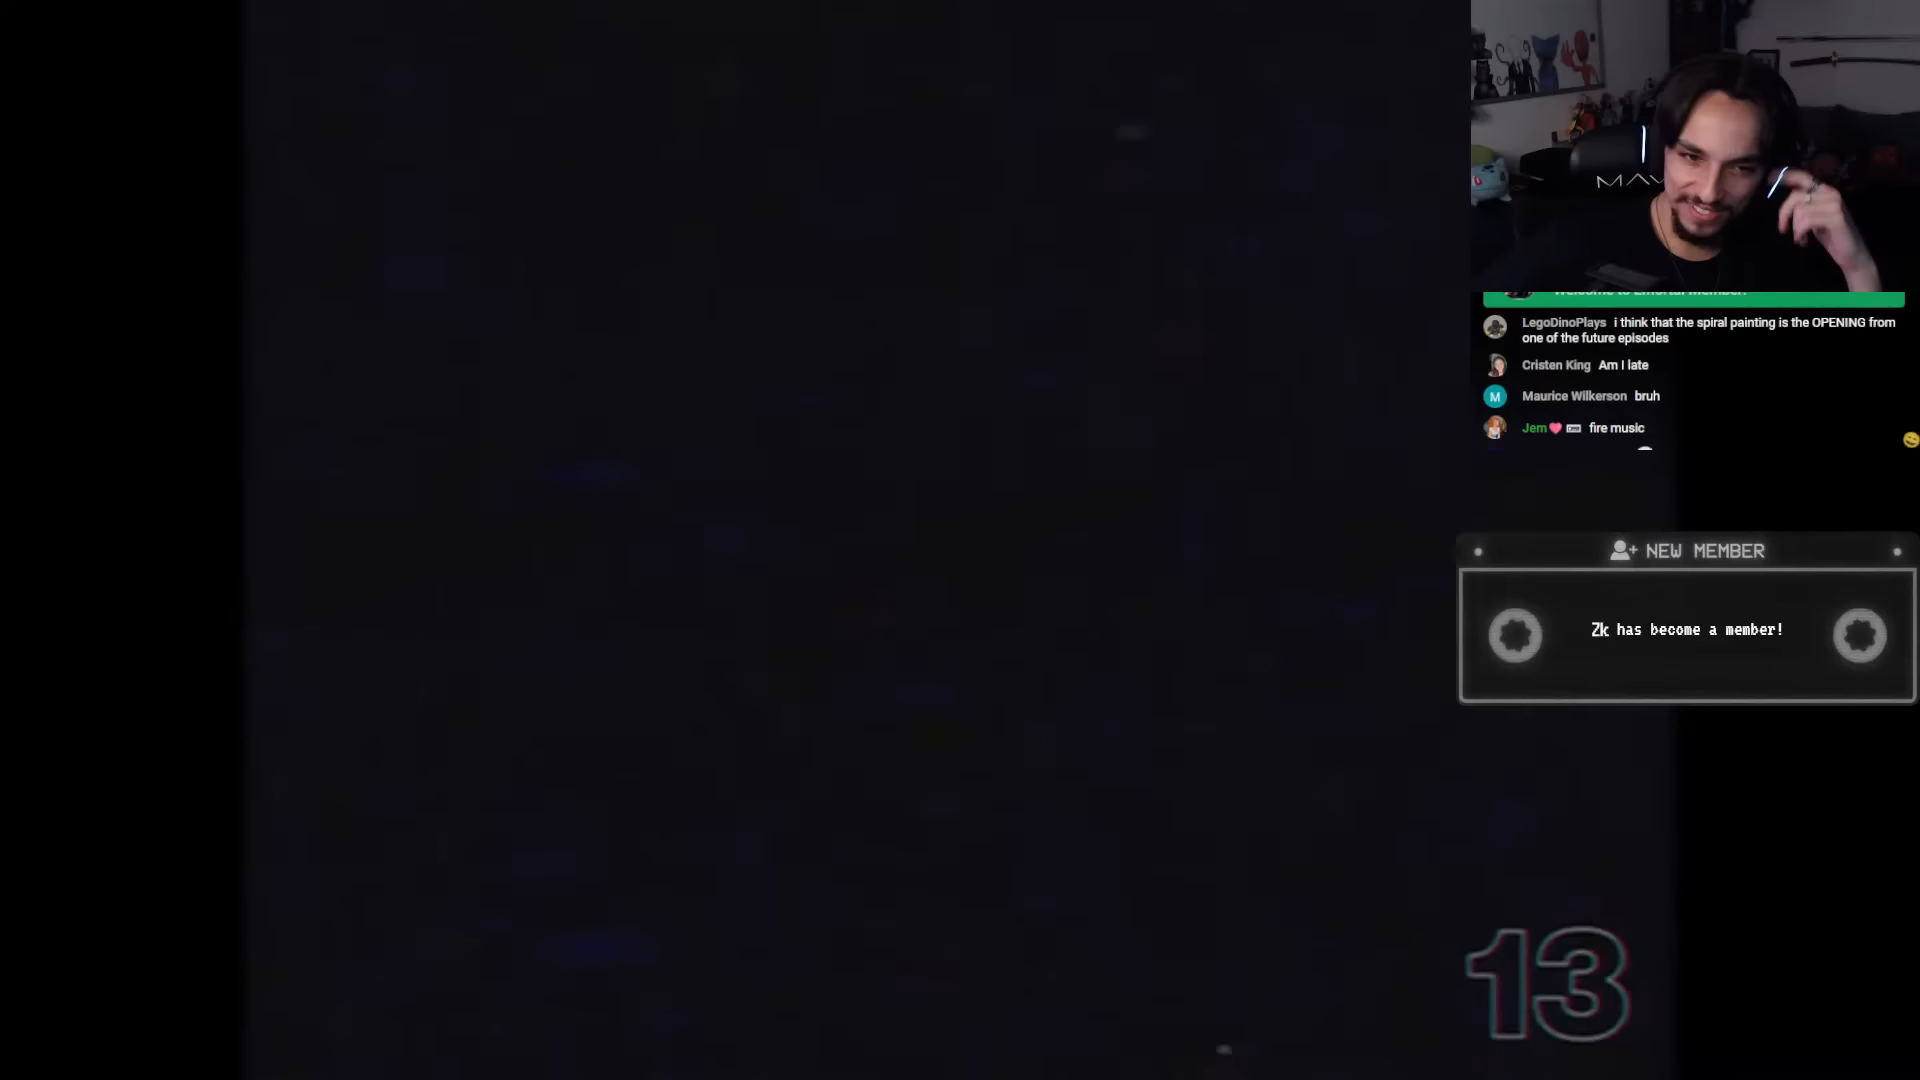 LegoDinoPlays i think that the spiral painting is the OPENING from
one of the future episodes
Cristen King Am I late
Maurice Wilkerson bruh
M
Jem fire music
NEW MEMBER
Zk has become a member!
13